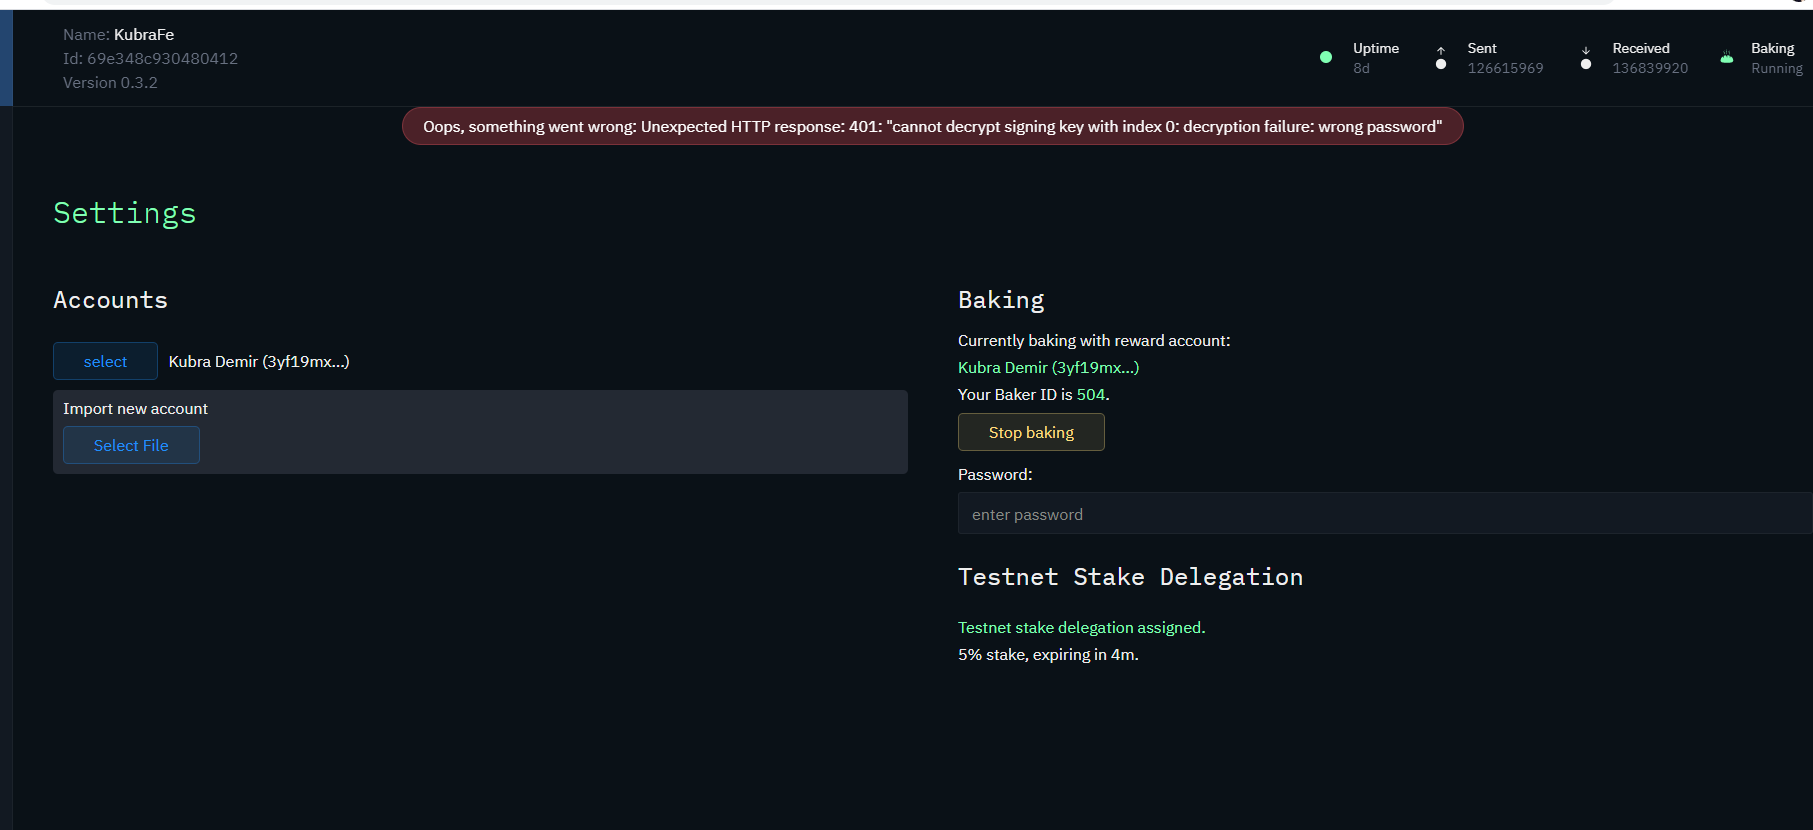 Name: KubraFe
Id: 69e348c930480412
Version 0.3.2
Uptime
8d
Sent
126615969
Received
136839920
Baking
Running
Oops, something went wrong: Unexpected HTTP response: 401: "cannot decrypt signing key with index 0: decryption failure: wrong password"
Settings
Accounts
select Kubra Demir (3yf19mx...)
Import new account
Select File
Baking
Currently baking with reward account:
Kubra Demir (3yf19mx...)
Your Baker ID is 504.
Stop baking
Password:
enter password
Testnet Stake Delegation
Testnet stake delegation assigned.
5% stake, expiring in 4m.